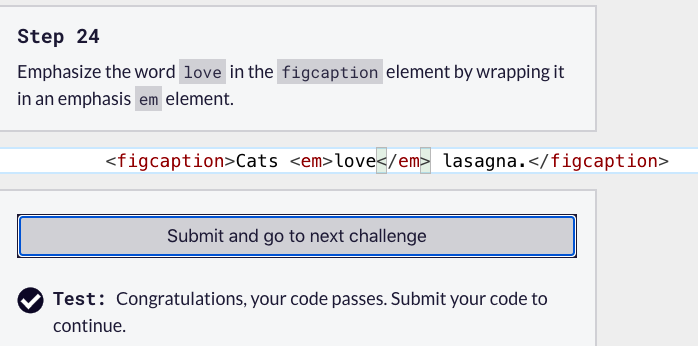 Step 24
Emphasize the word love in the figcaption element by wrapping it
in an emphasis em element.
<figcaption>Cats <em>love</em> lasagna.</figcaption>
Submit and go to next challenge
Test: Congratulations, your code passes. Submit your code to
continue.